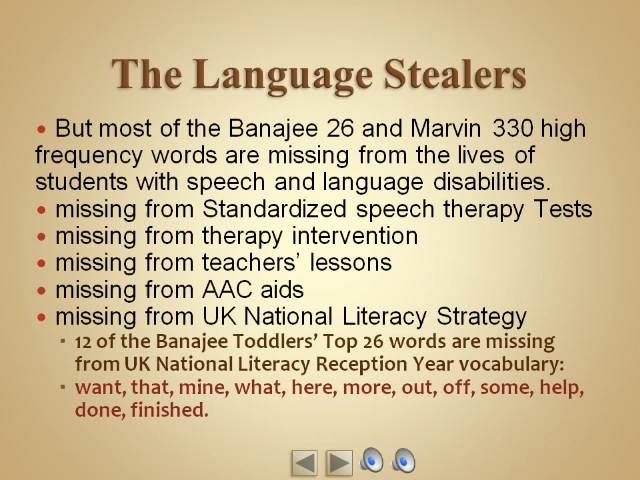 The Language Stealers
• But most of the Banajee 26 and Marvin 330 high
frequency words are missing from the lives of
students with speech and language disabilities.
• missing from Standardized speech therapy Tests
• missing from therapy intervention
• missing from teachers’ lessons
• missing from AAC aids
• missing from UK National Literacy Strategy
▪ 12 of the Banajee Toddlers’ Top 26 words are missing
from UK National Literacy Reception Year vocabulary:
▪ want, that, mine, what, here, more, out, off, some, help,
done, finished.